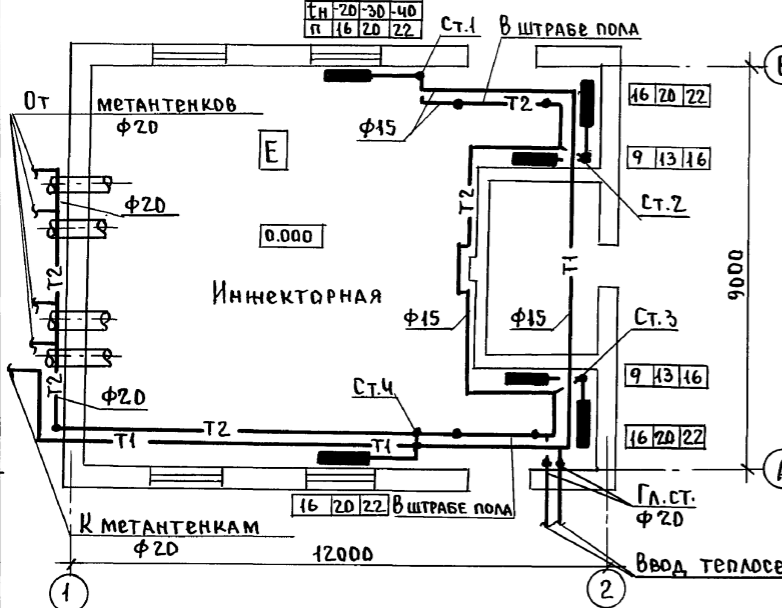 tн -20 -30 -40
п 16 20 22
Ст.1
В штрабе пола
От метантенков
ф20
ф15
Т2
16 20 22
Е
9 13 16
ф20
Т2
Ст.2
0.000
Т2
Т1
9000
Инжекторная
ф15
ф15
Ст.3
Т2
ф20
Ст.4
9 13 16
Т2
Т1
Т1
16 20 22
16 20 22
В штрабе пола
Гл.ст.
ф20
К метантенкам
ф20
12000
Ввод теплосе
1
2